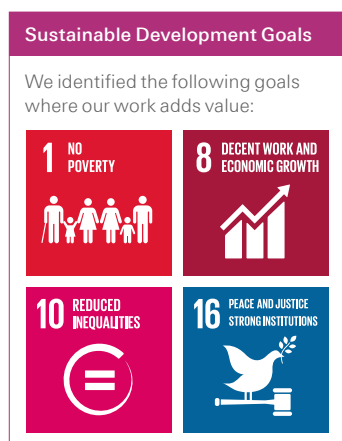 Sustainable Development Goals
We identified the following goals
where our work adds value:
1 NO
POVERTY
8 DECENT WORK AND
ECONOMIC GROWTH
10 REDUCED
INEQUALITIES
16 PEACE AND JUSTICE
STRONG INSTITUTIONS